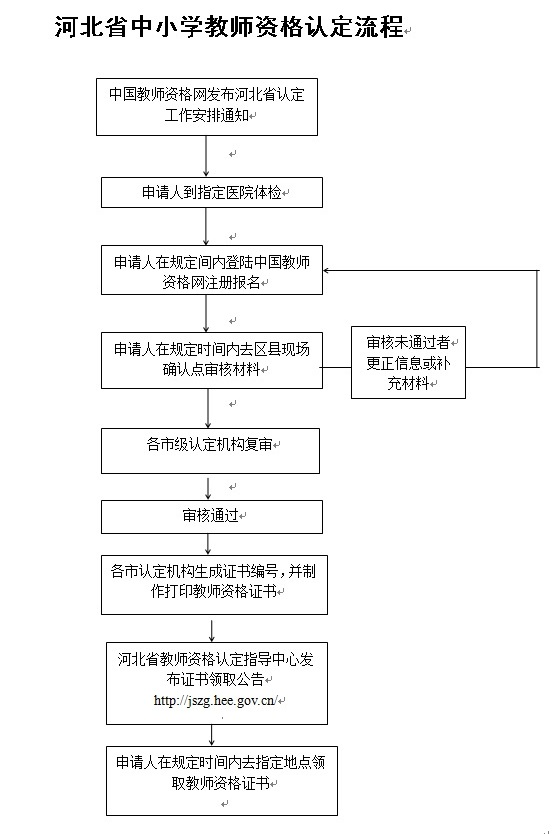 河北省中小学教师资格认定流程
中国教师资格网发布河北省认定
工作安排通知
申请人到指定医院体检
申请人在规定间内登陆中国教师
资格网注册报名
申请人在规定时间内去区县现场
确认点审核材料
审核未通过者
更正信息或补
充材料
各市级认定机构复审
审核通过
各市认定机构生成证书编号，并制
作打印教师资格证书
河北省教师资格认定指导中心发
布证书领取公告
http://jszg.hee.gov.cn/
申请人在规定时间内去指定地点领
取教师资格证书